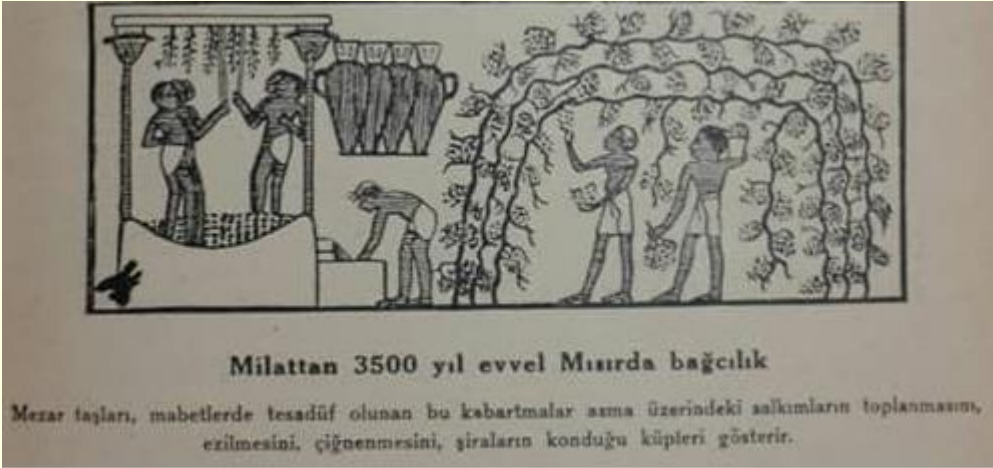 Milattan 3500 yıl evvel Mısırda bağcılık
Mezar taşları, mabetlerde tesadüf olunan bu kabartmalar asma üzerindeki salkımların toplanmasını,
ezilmesini, çiğnenmesini, şiraların konduğu küpleri gösterir.